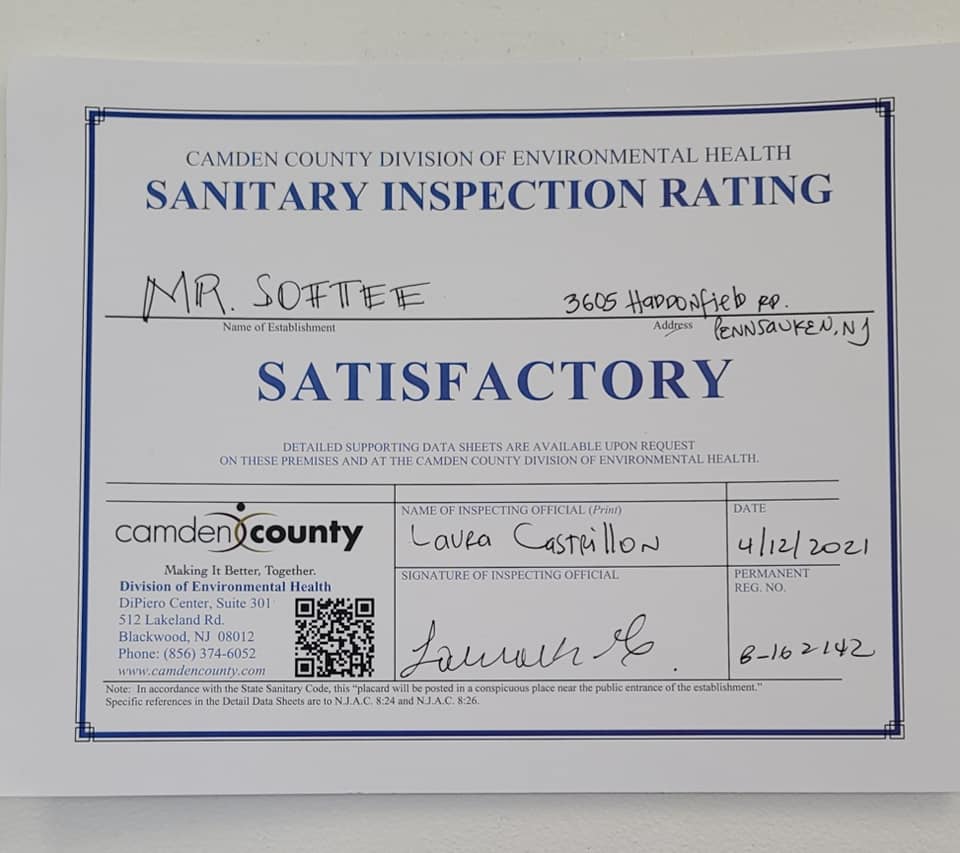 CAMDEN COUNTY DIVISION OF ENVIRONMENTAL HEALTH
SANITARY INSPECTION RATING
MR. SOFTEE
3605 HADDONfield RD.
Name of Establishment
Address
PENNSAUKEN, NJ
SATISFACTORY
DETAILED SUPPORTING DATA SHEETS ARE AVAILABLE UPON REQUEST
ON THESE PREMISES AND AT THE CAMDEN COUNTY DIVISION OF ENVIRONMENTAL HEALTH.
camden county
Making It Better, Together.
Division of Environmental Health
DiPiero Center, Suite 301
512 Lakeland Rd.
Blackwood, NJ 08012
Phone: (856) 374-6052
www.camdencounty.com
NAME OF INSPECTING OFFICIAL (Print)
Laura Castrillon
DATE
4/12/2021
SIGNATURE OF INSPECTING OFFICIAL
PERMANENT
REG. NO.
B-162142
Note: In accordance with the State Sanitary Code, this "placard will be posted in a conspicuous place near the public entrance of the establishment."
Specific references in the Detail Data Sheets are to N.J.A.C. 8:24 and N.J.A.C. 8:26.